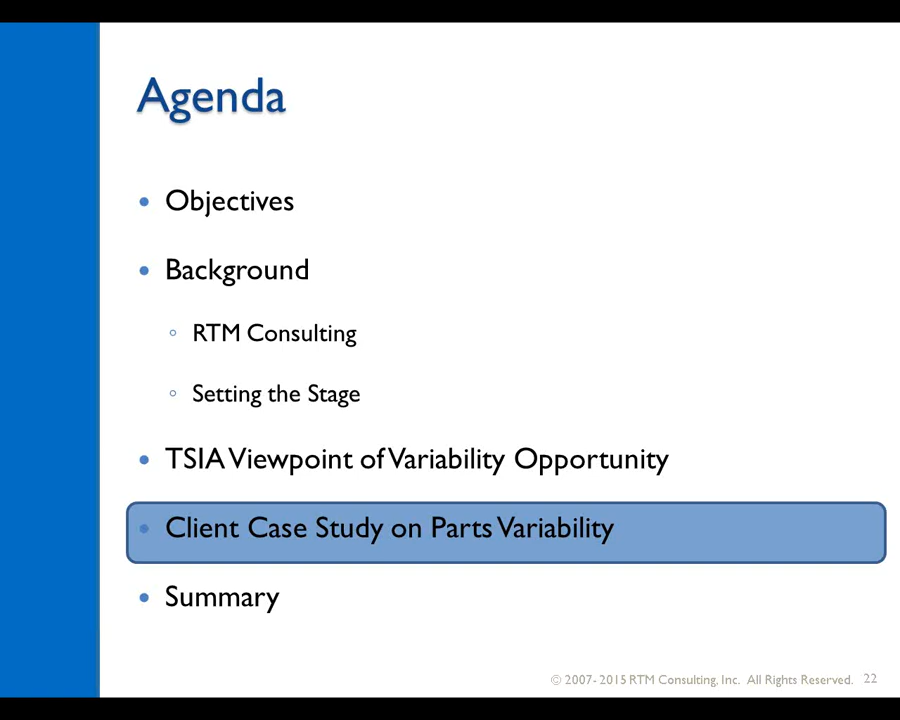 Agenda
• Objectives
• Background
◦ RTM Consulting
◦ Setting the Stage
• TSIA Viewpoint of Variability Opportunity
• Client Case Study on Parts Variability
• Summary
© 2007- 2015 RTM Consulting, Inc. All Rights Reserved. 22